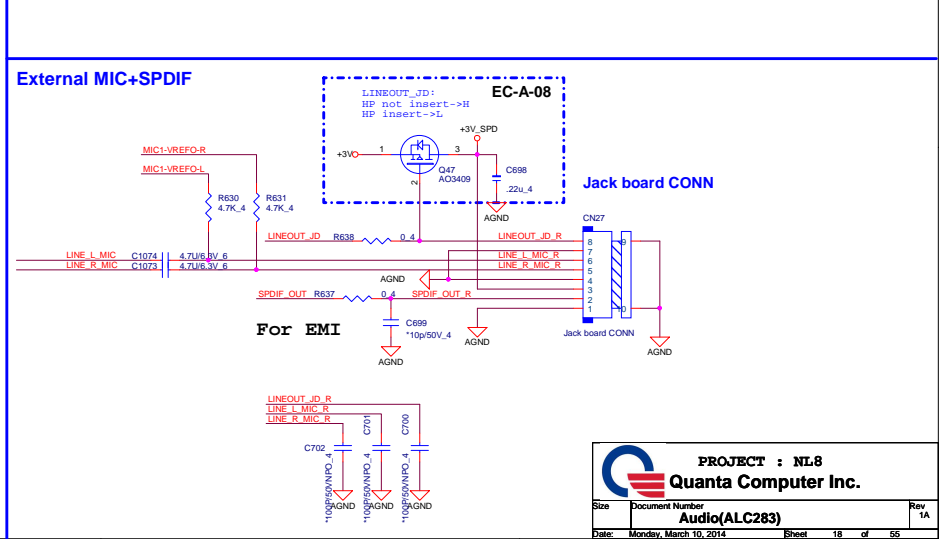 External MIC+SPDIF
LINEOUT_JD:
HP not insert->H
HP insert->L
EC-A-08
+3V_SPD
+3V
1
3
2
Q47
AO3409
C698
.22u_4
AGND
MIC1-VREFO-R
MIC1-VREFO-L
R630
4.7K_4
R631
4.7K_4
Jack board CONN
CN27
LINEOUT_JD
R638
0_4
LINEOUT_JD_R
LINE_L_MIC
C1074
4.7U/6.3V_6
LINE_L_MIC_R
LINE_R_MIC
C1073
4.7U/6.3V_6
LINE_R_MIC_R
AGND
SPDIF_OUT
R637
0_4
SPDIF_OUT_R
8
7
6
5
4
3
2
1
9
10
For EMI
C699
*10p/50V_4
AGND
AGND
Jack board CONN
AGND
LINEOUT_JD_R
LINE_L_MIC_R
LINE_R_MIC_R
C702
*100P/50V/NPO_4
C701
*100P/50V/NPO_4
C700
*100P/50V/NPO_4
AGND
AGND
AGND
PROJECT : NL8
Quanta Computer Inc.
Size
Document Number
Rev
Audio(ALC283)
1A
Date: Monday, March 10, 2014
Sheet 18 of 55